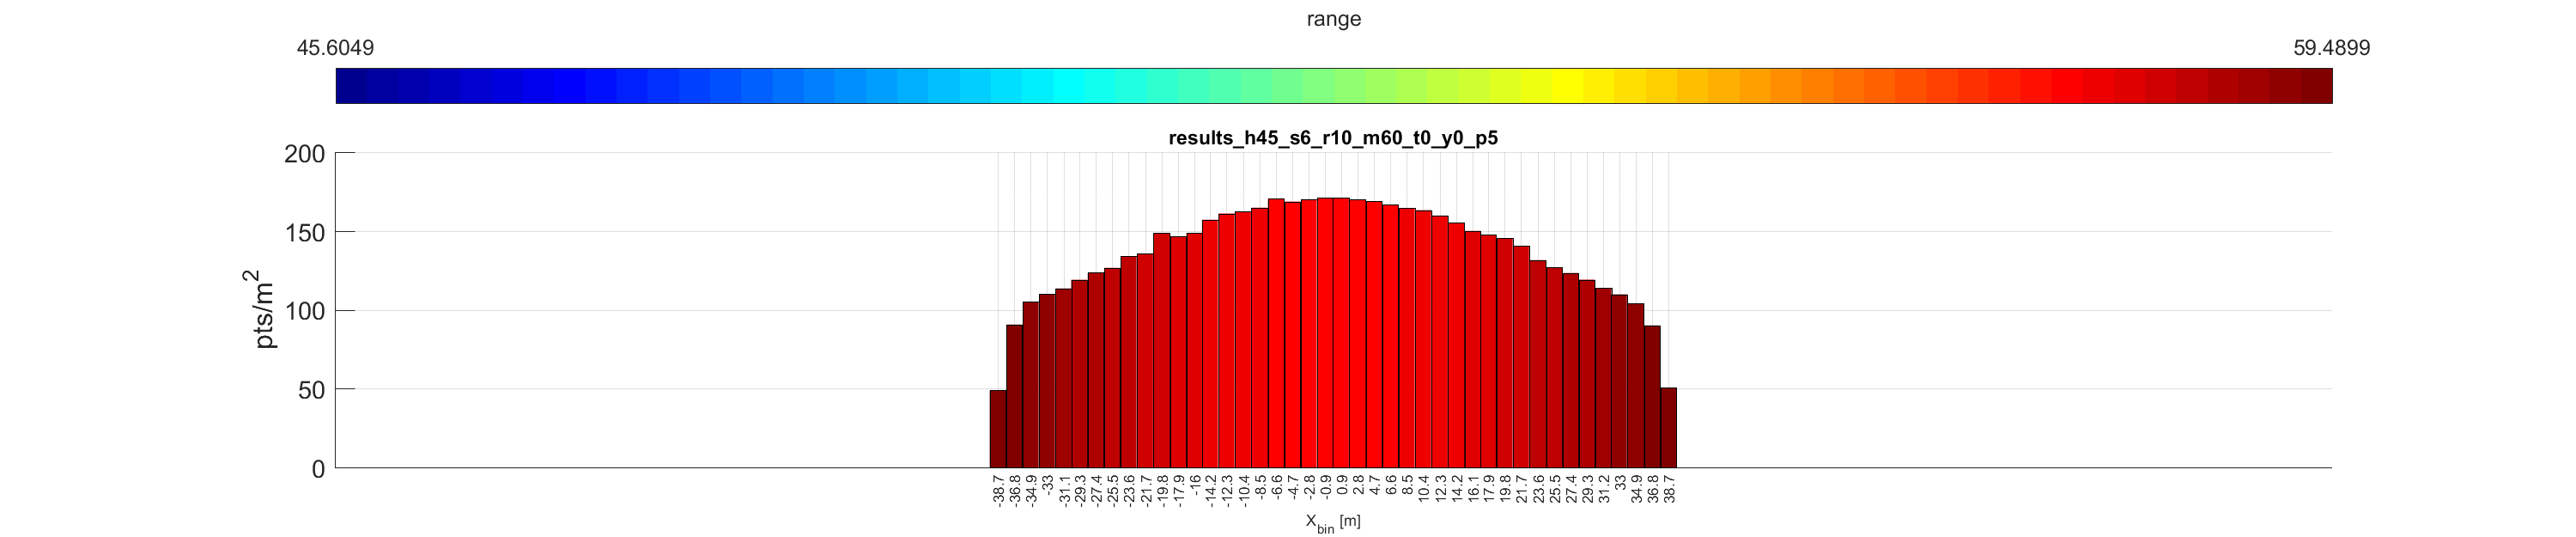 range
45.6049 59.4899
results_h45_s6_r10_m60_t0_y0_p5
200
150
100
50
0
pts/m2
-38.7 -36.8 -34.9 -33 -31.1 -29.3 -27.4 -25.5 -23.6 -21.7 -19.8 -17.9 -16 -14.2 -12.3 -10.4 -8.5 -6.6 -4.7 -2.8 -0.9 0.9 2.8 4.7 6.6 8.5 10.4 12.3 14.2 16.1 17.9 19.8 21.7 23.6 25.5 27.4 29.3 31.2 33 34.9 36.8 38.7
Xbin [m]